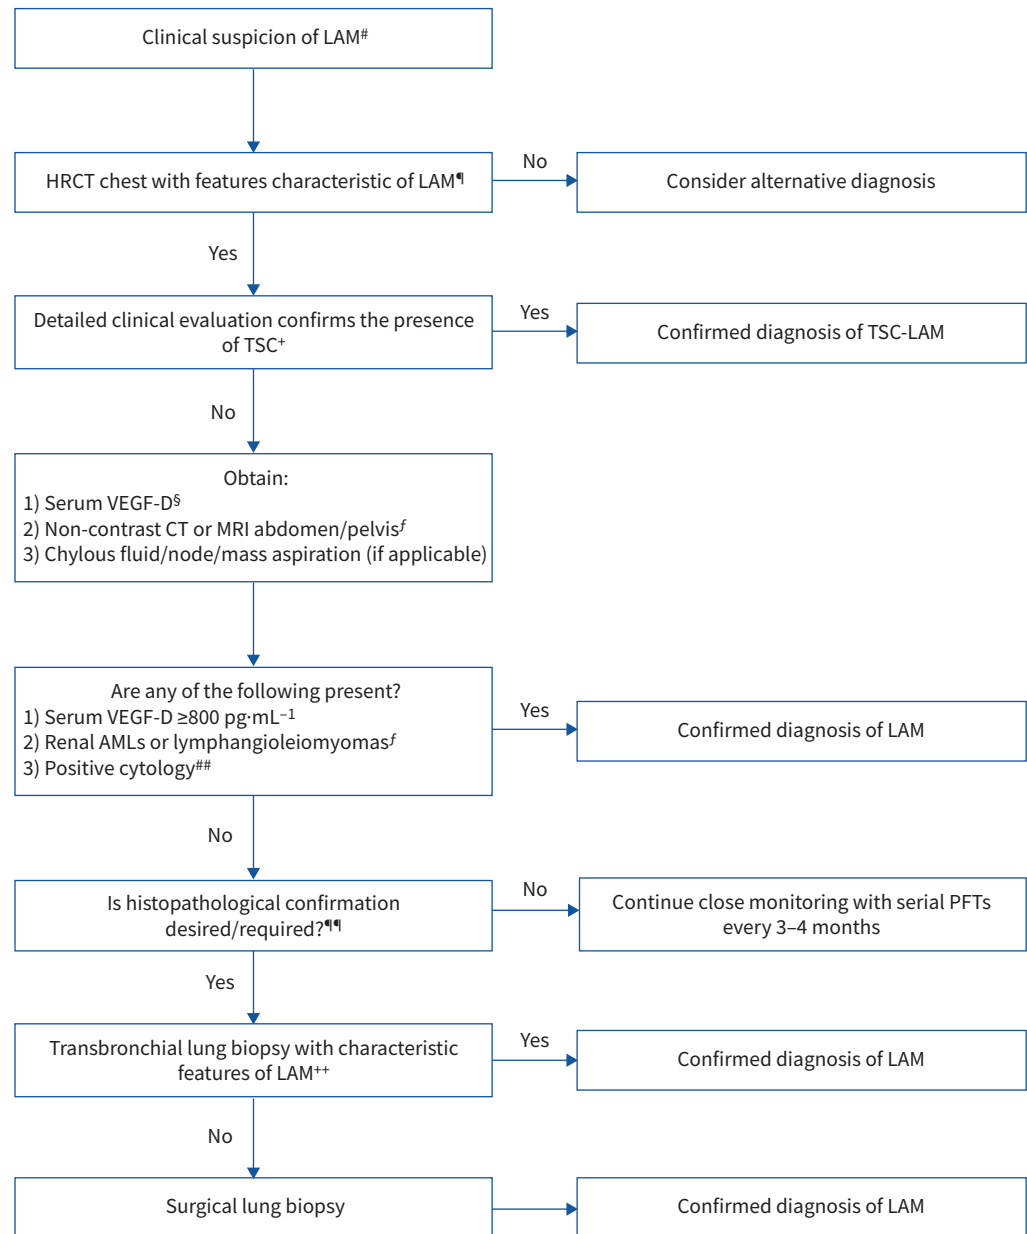 Clinical suspicion of LAM#
HRCT chest with features characteristic of LAM¶
No
Consider alternative diagnosis
Yes
Detailed clinical evaluation confirms the presence
of TSC+
Yes
Confirmed diagnosis of TSC-LAM
No
Obtain:
1) Serum VEGF-D§
2) Non-contrast CT or MRI abdomen/pelvisƒ
3) Chylous fluid/node/mass aspiration (if applicable)
Are any of the following present?
1) Serum VEGF-D ≥800 pg·mL−1
2) Renal AMLs or lymphangioleiomyomasƒ
3) Positive cytology##
Yes
Confirmed diagnosis of LAM
No
Is histopathological confirmation
desired/required?¶¶
No
Continue close monitoring with serial PFTs
every 3–4 months
Yes
Transbronchial lung biopsy with characteristic
features of LAM++
Yes
Confirmed diagnosis of LAM
No
Surgical lung biopsy
Confirmed diagnosis of LAM